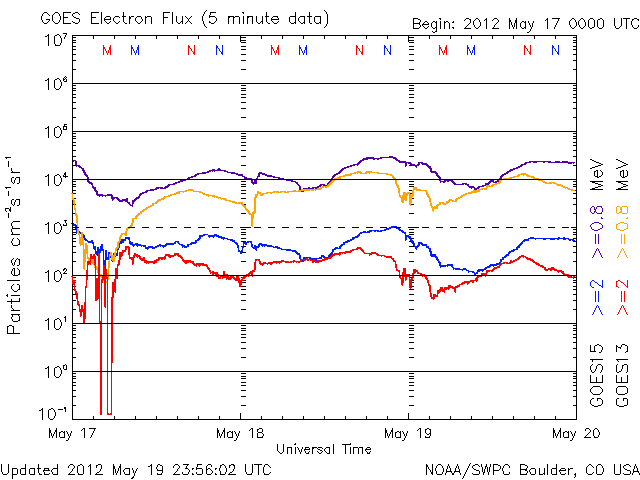 GOES Electron Flux (5 minute data)
Begin: 2012 May 17 0000 UTC
M M N N M M N N M M N N
10⁷
10⁶
10⁵
10⁴
10³
10²
10¹
10⁰
10⁻¹
Particles cm⁻²s⁻¹sr⁻¹
May 17
May 18
May 19
May 20
Universal Time
GOES15 >=2 >=0.8 MeV
GOES13 >=2 >=0.8 MeV
Updated 2012 May 19 23:56:02 UTC
NOAA/SWPC Boulder, CO USA